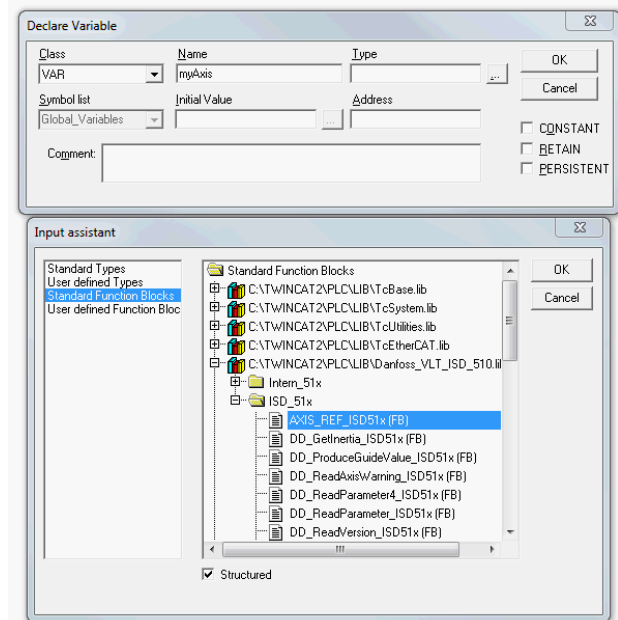 Declare Variable
Class Name Type
VAR myAxis ... OK
Cancel
Symbol list Initial Value Address
Global_Variables ...
CONSTANT
Comment: RETAIN
PERSISTENT
Input assistant
Standard Types
User defined Types
Standard Function Blocks
User defined Function Bloc
Standard Function Blocks
C:\TWINCAT2\PLC\LIB\TcBase.lib
C:\TWINCAT2\PLC\LIB\TcSystem.lib
C:\TWINCAT2\PLC\LIB\TcUtilities.lib
C:\TWINCAT2\PLC\LIB\TcEtherCAT.lib
C:\TWINCAT2\PLC\LIB\Danfoss_VLT_ISD_510.li
Intern_51x
ISD_51x
AXIS_REF_ISD51x (FB)
DD_GetInertia_ISD51x (FB)
DD_ProduceGuideValue_ISD51x (FB)
DD_ReadAxisWarning_ISD51x (FB)
DD_ReadParameter4_ISD51x (FB)
DD_ReadParameter_ISD51x (FB)
DD_ReadVersion_ISD51x (FB)
OK
Cancel
Structured